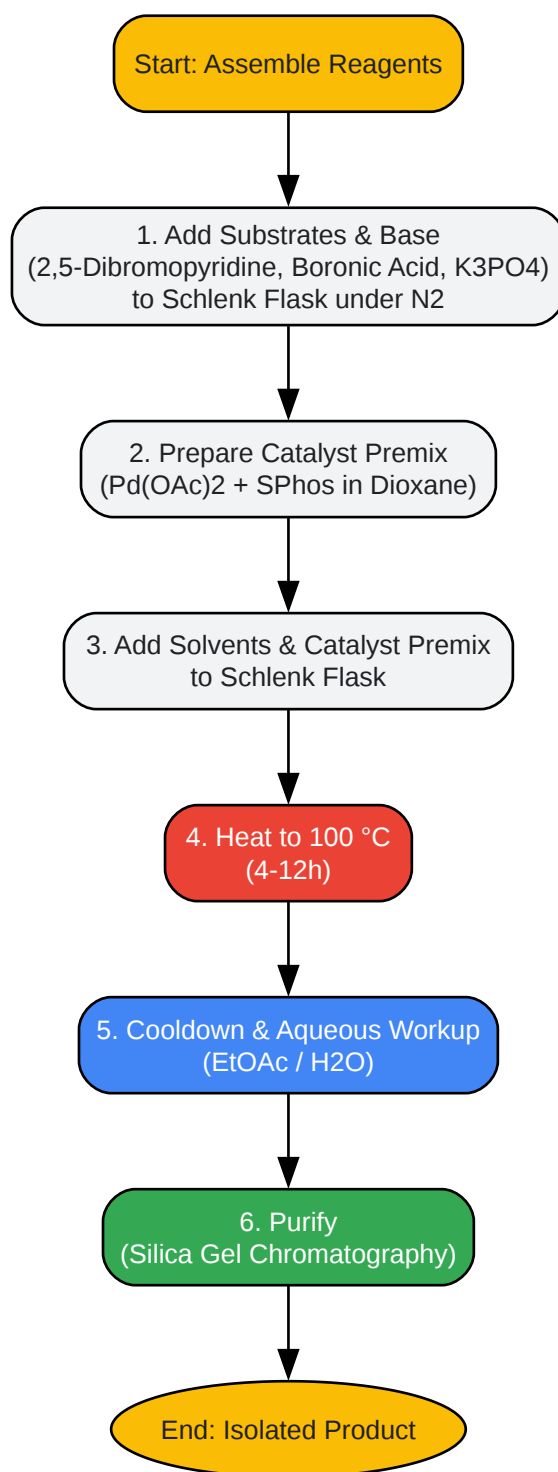 Start: Assemble Reagents
1. Add Substrates & Base
(2,5-Dibromopyridine, Boronic Acid, K3PO4)
to Schlenk Flask under N2
2. Prepare Catalyst Premix
(Pd(OAc)2 + SPhos in Dioxane)
3. Add Solvents & Catalyst Premix
to Schlenk Flask
4. Heat to 100 °C
(4-12h)
5. Cooldown & Aqueous Workup
(EtOAc / H2O)
6. Purify
(Silica Gel Chromatography)
End: Isolated Product